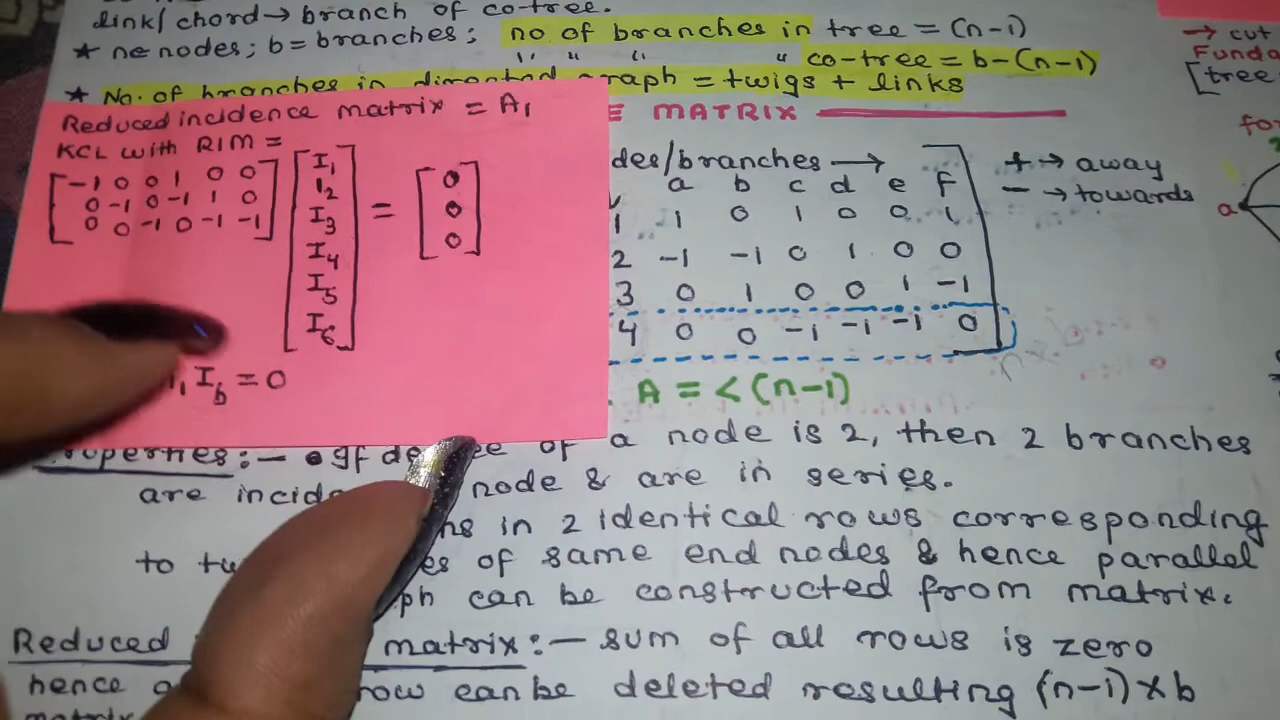 link/chord → branch of co-tree.
* ne nodes; b = branches; no of branches in tree = (n-1)
" " " " co-tree = b-(n-1)
* No. of branches in directed graph = twigs + links
→ cut
Funda
[tree
MATRIX
for
Reduced incidence matrix = A₁
KCL with RIM =
[-1 0 0 1 0 0] [I₁] [0]
[0 -1 0 -1 1 0] [I₂] = [0]
[0 0 -1 0 -1 -1] [I₃] [0]
I₄
I₅
I₆
I_b = 0
des/branches →
a b c d e f
1 1 0 1 0 0 1
2 -1 -1 0 1 0 0
3 0 1 0 0 1 -1
4 0 0 -1 -1 -1 0
+ → away
- → towards
a
A = < (n-1)
Properties:- of a node is 2, then 2 branches
are node & are in series.
in 2 identical rows corresponding
to of same end nodes & hence parallel
can be constructed from matrix.
Reduced matrix:- sum of all rows is zero
hence row can be deleted resulting (n-1)×b
matrix